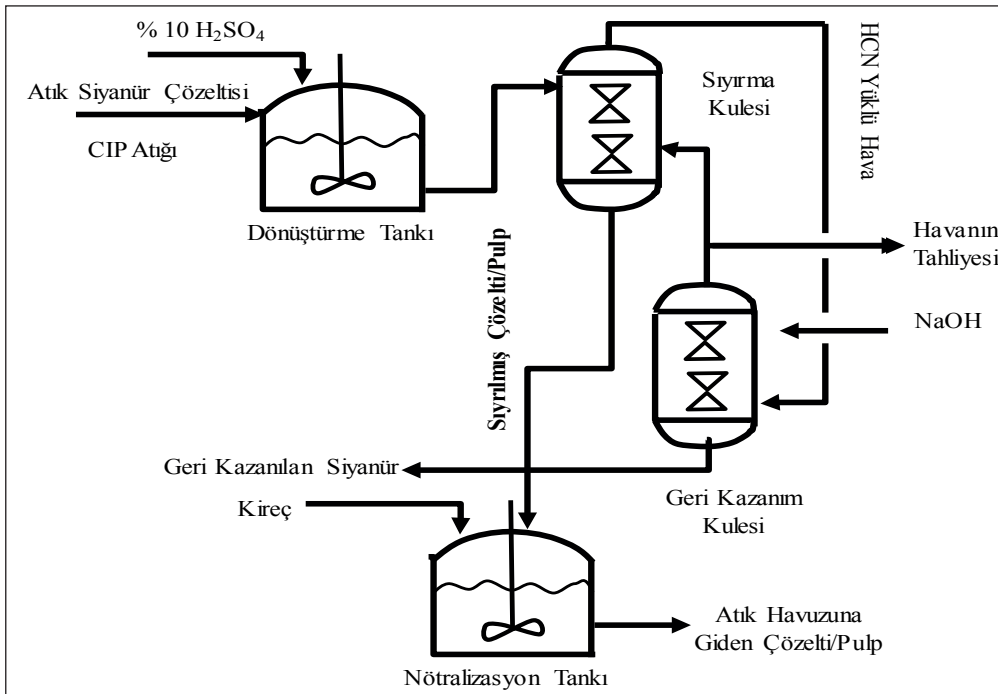 % 10 H₂SO₄
Atık Siyanür Çözeltisi
CIP Atığı
Dönüştürme Tankı
Sıyırma
Kulesi
HCN Yüklü Hava
Havanın
Tahliyesi
NaOH
Sıyrılmış Çözelti/Pulp
Geri Kazanılan Siyanür
Kireç
Geri Kazanım
Kulesi
Atık Havuzuna
Giden Çözelti/Pulp
Nötralizasyon Tankı